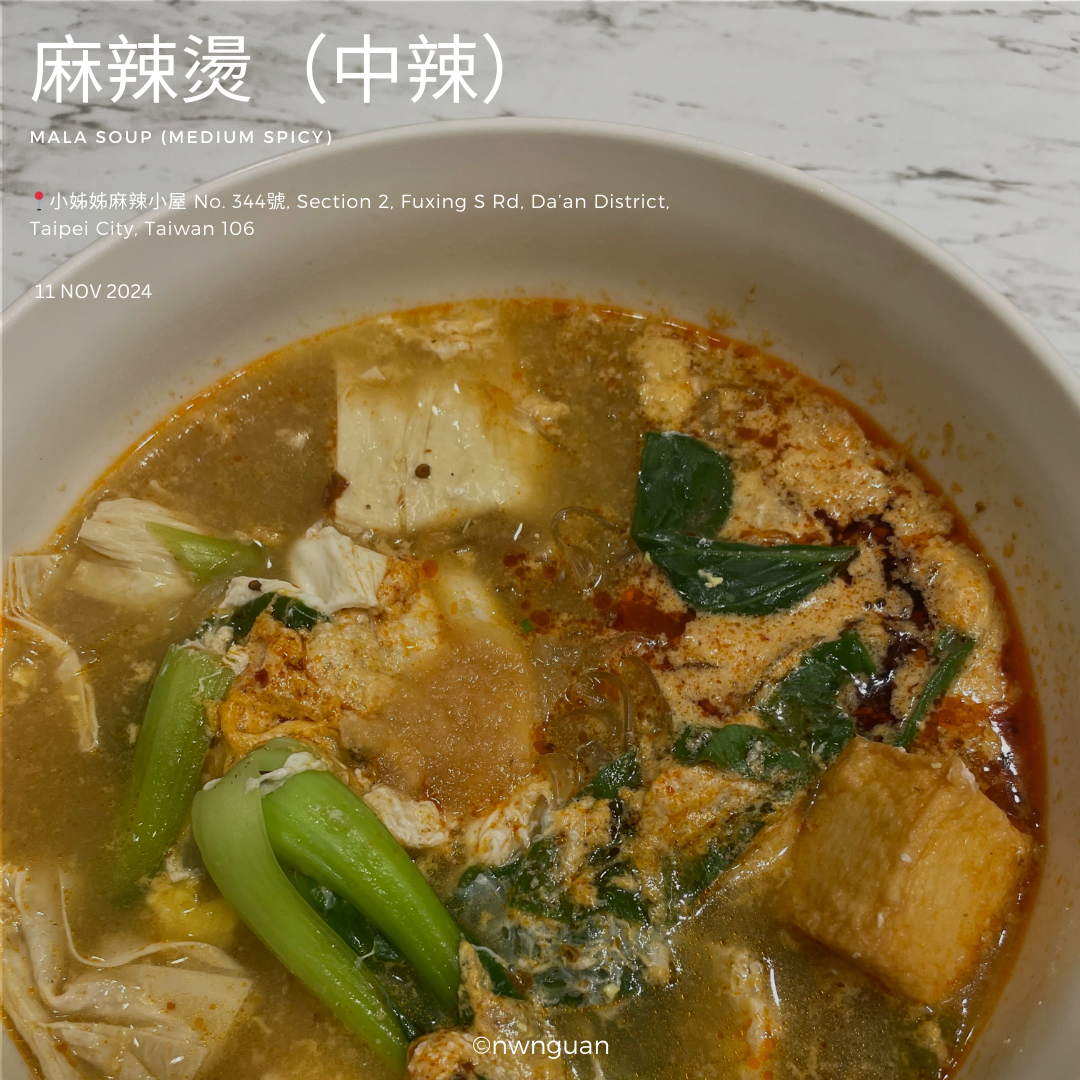 麻辣燙（中辣）
MALA SOUP (MEDIUM SPICY)
📍小姊姊麻辣小屋 No. 344號, Section 2, Fuxing S Rd, Da’an District,
Taipei City, Taiwan 106
11 NOV 2024
©nwnguan